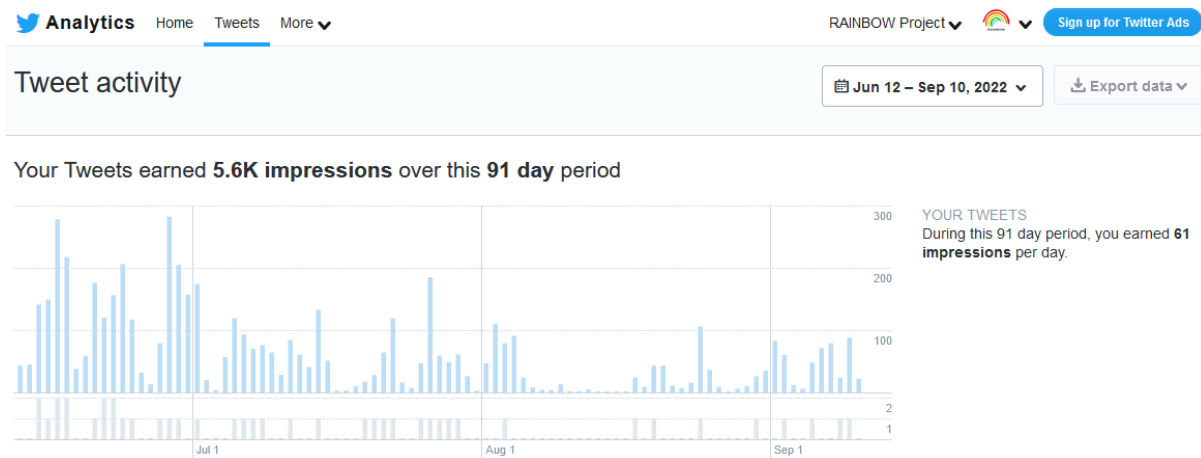 Analytics Home Tweets More RAINBOW Project Sign up for Twitter Ads
Tweet activity
Jun 12 – Sep 10, 2022
Export data
Your Tweets earned 5.6K impressions over this 91 day period
300
200
100
2
1
Jul 1
Aug 1
Sep 1
YOUR TWEETS
During this 91 day period, you earned 61
impressions per day.